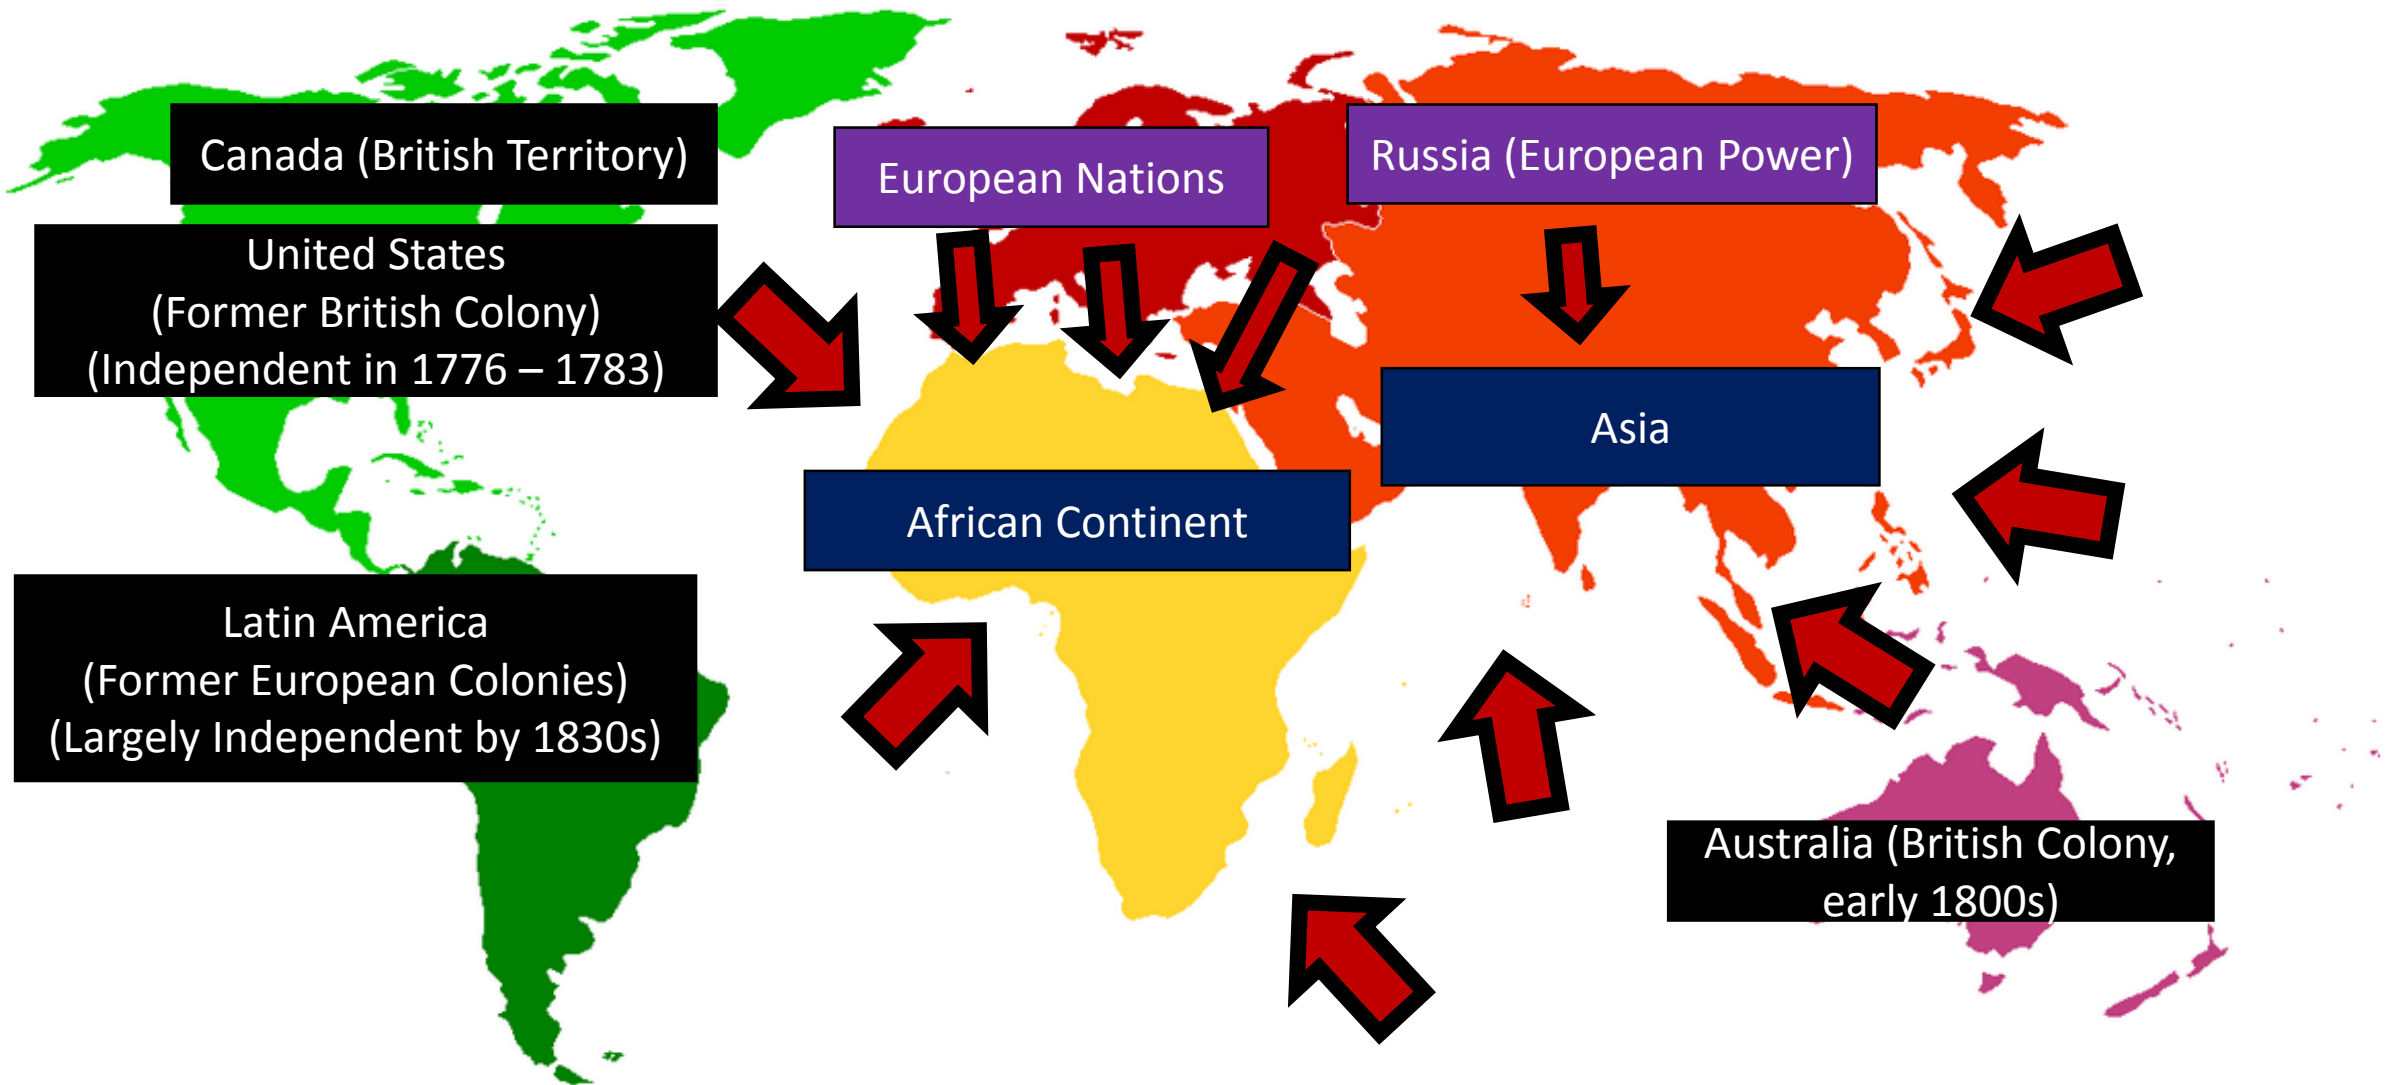 Canada (British Territory)
European Nations
Russia (European Power)
United States
(Former British Colony)
(Independent in 1776 – 1783)
Asia
African Continent
Latin America
(Former European Colonies)
(Largely Independent by 1830s)
Australia (British Colony,
early 1800s)